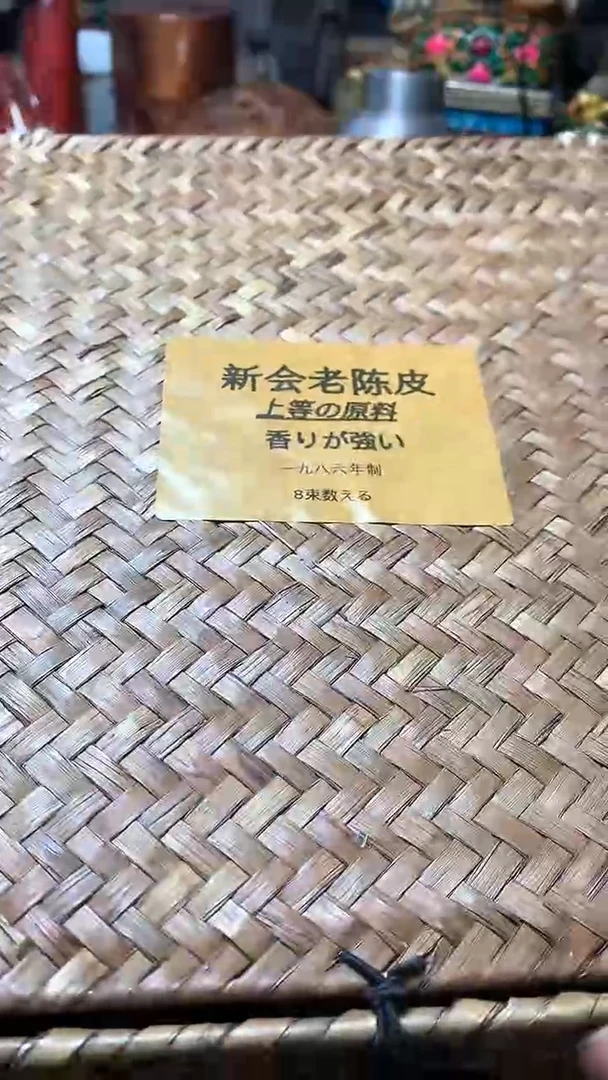 新会老陈皮
上等の原料
香りが強い
一九八六年制
8束数える